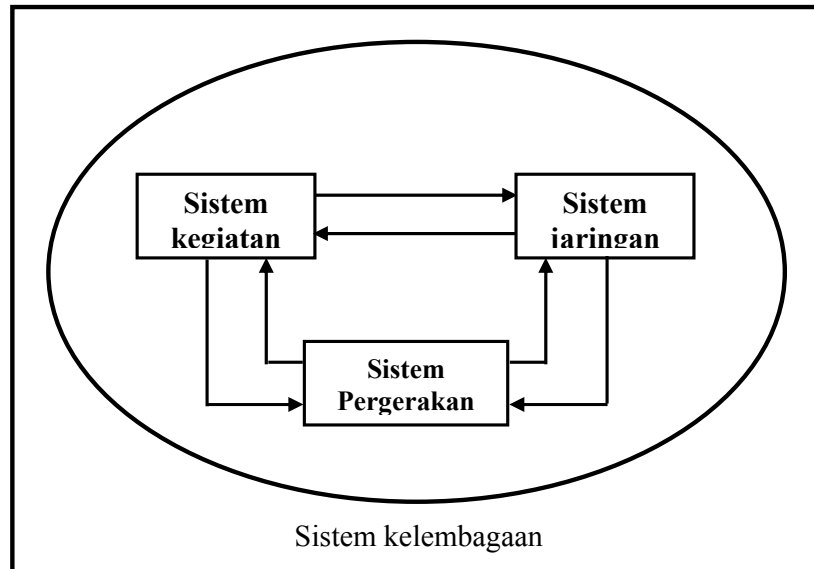 Sistem
kegiatan
Sistem
jaringan
Sistem
Pergerakan
Sistem kelembagaan